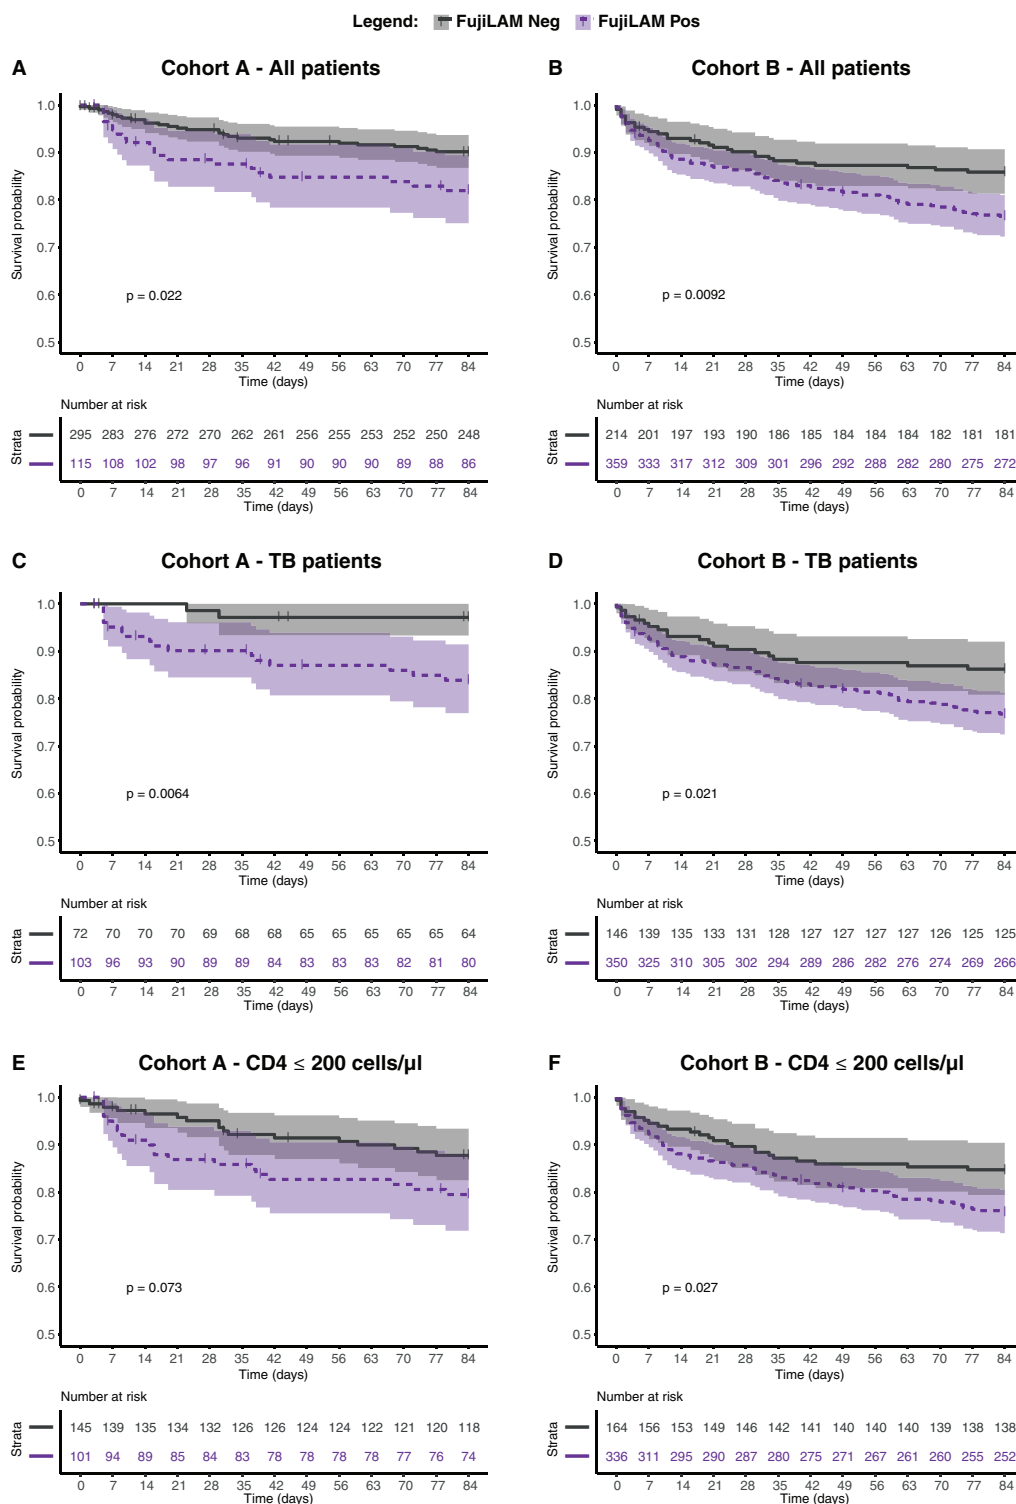 Legend: FujiLAM Neg FujiLAM Pos
A Cohort A - All patients
Survival probability
1.0
0.9
0.8
0.7
0.6
0.5
p = 0.022
0 7 14 21 28 35 42 49 56 63 70 77 84
Time (days)
Number at risk
Strata
295 283 276 272 270 262 261 256 255 253 252 250 248
115 108 102 98 97 96 91 90 90 90 89 88 86
0 7 14 21 28 35 42 49 56 63 70 77 84
Time (days)
B Cohort B - All patients
Survival probability
1.0
0.9
0.8
0.7
0.6
0.5
p = 0.0092
0 7 14 21 28 35 42 49 56 63 70 77 84
Time (days)
Number at risk
Strata
214 201 197 193 190 186 185 184 184 184 182 181 181
359 333 317 312 309 301 296 292 288 282 280 275 272
0 7 14 21 28 35 42 49 56 63 70 77 84
Time (days)
C Cohort A - TB patients
Survival probability
1.0
0.9
0.8
0.7
0.6
0.5
p = 0.0064
0 7 14 21 28 35 42 49 56 63 70 77 84
Time (days)
Number at risk
Strata
72 70 70 70 69 68 68 65 65 65 65 65 64
103 96 93 90 89 89 84 83 83 83 82 81 80
0 7 14 21 28 35 42 49 56 63 70 77 84
Time (days)
D Cohort B - TB patients
Survival probability
1.0
0.9
0.8
0.7
0.6
0.5
p = 0.021
0 7 14 21 28 35 42 49 56 63 70 77 84
Time (days)
Number at risk
Strata
146 139 135 133 131 128 127 127 127 127 126 125 125
350 325 310 305 302 294 289 286 282 276 274 269 266
0 7 14 21 28 35 42 49 56 63 70 77 84
Time (days)
E Cohort A - CD4 ≤ 200 cells/µl
Survival probability
1.0
0.9
0.8
0.7
0.6
0.5
p = 0.073
0 7 14 21 28 35 42 49 56 63 70 77 84
Time (days)
Number at risk
Strata
145 139 135 134 132 126 126 124 124 122 121 120 118
101 94 89 85 84 83 78 78 78 78 77 76 74
0 7 14 21 28 35 42 49 56 63 70 77 84
Time (days)
F Cohort B - CD4 ≤ 200 cells/µl
Survival probability
1.0
0.9
0.8
0.7
0.6
0.5
p = 0.027
0 7 14 21 28 35 42 49 56 63 70 77 84
Time (days)
Number at risk
Strata
164 156 153 149 146 142 141 140 140 140 139 138 138
336 311 295 290 287 280 275 271 267 261 260 255 252
0 7 14 21 28 35 42 49 56 63 70 77 84
Time (days)